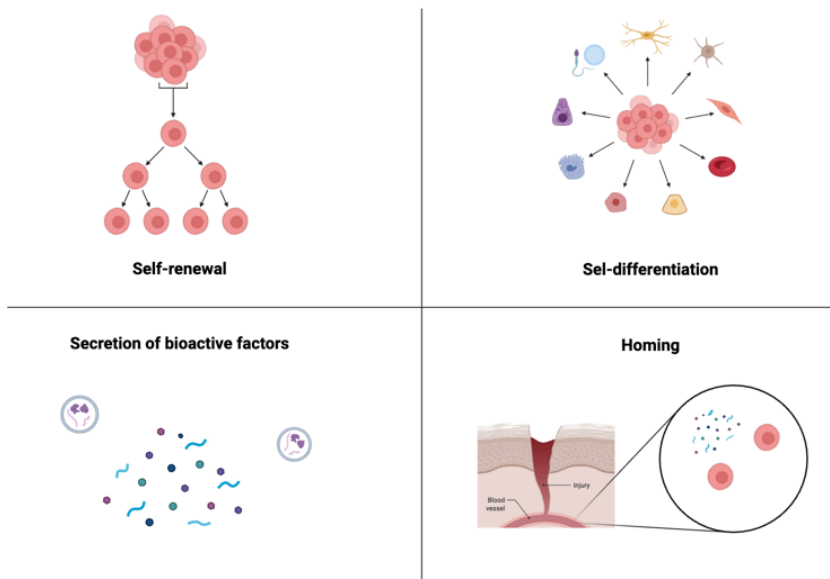 Self-renewal
Sel-differentiation
Secretion of bioactive factors
Homing
Injury
Blood
vessel